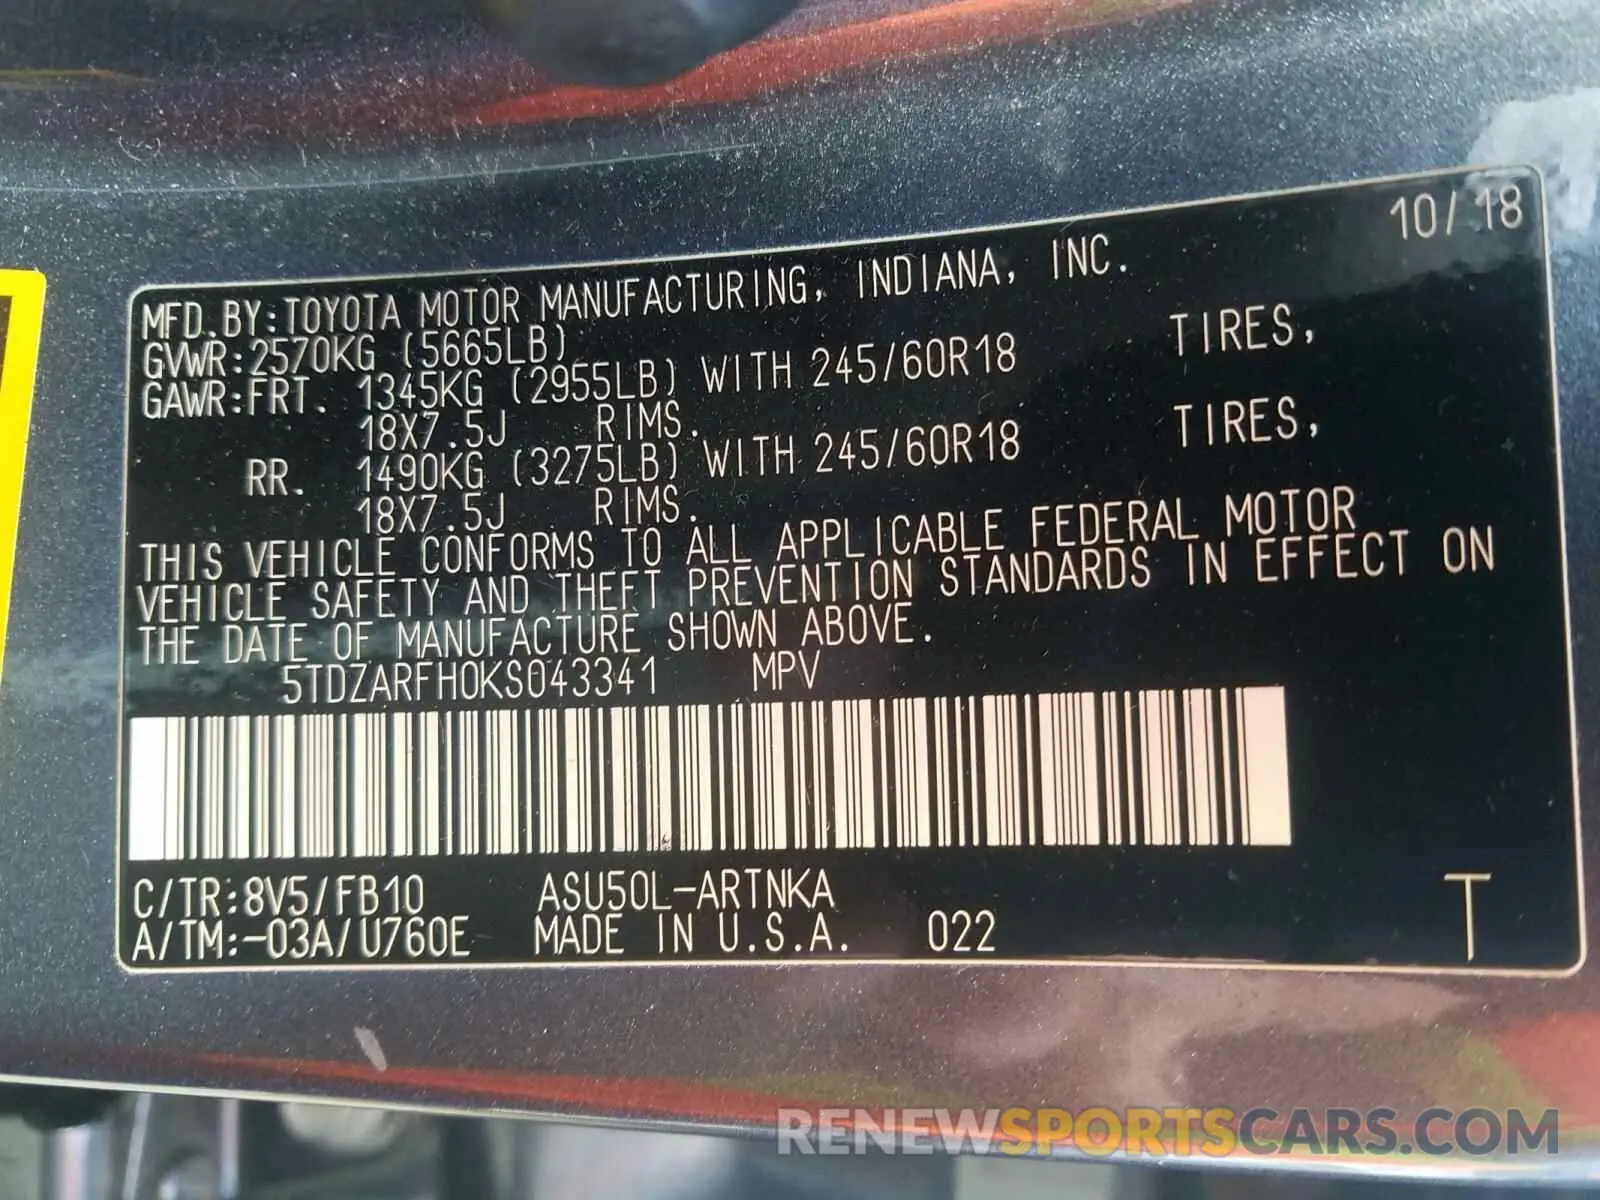 10/18
MFD.BY:TOYOTA MOTOR MANUFACTURING, INDIANA, INC.
GVWR:2570KG (5665LB)
GAWR:FRT. 1345KG (2955LB) WITH 245/60R18 TIRES,
18X7.5J RIMS.
RR. 1490KG (3275LB) WITH 245/60R18 TIRES,
18X7.5J RIMS.
THIS VEHICLE CONFORMS TO ALL APPLICABLE FEDERAL MOTOR
VEHICLE SAFETY AND THEFT PREVENTION STANDARDS IN EFFECT ON
THE DATE OF MANUFACTURE SHOWN ABOVE.
5TDZARFH0KS043341 MPV
C/TR:8V5/FB10 ASU50L-ARTNKA
A/TM:-03A/U760E MADE IN U.S.A. 022
T
RENEWSPORTSCARS.COM